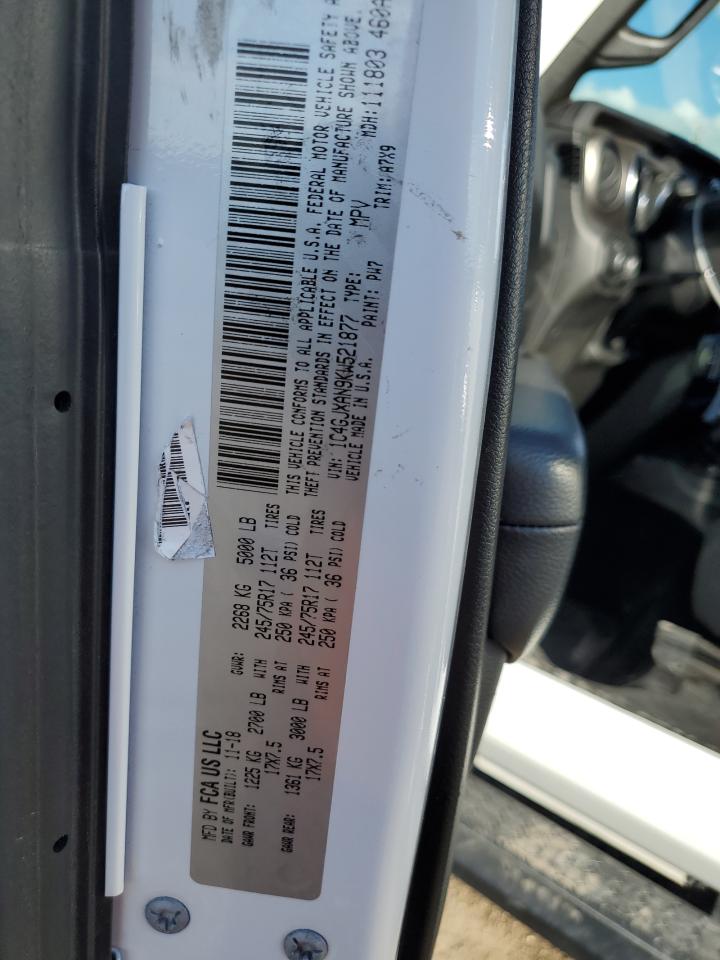 MFD BY FCA US LLC
DATE OF MFR(BUILT): 11-18
GVWR: 2268 KG 5000 LB
GAWR FRONT: 1225 KG 2700 LB WITH 245/75R17 112T TIRES
17X7.5 RIMS AT 250 KPA ( 36 PSI) COLD
GAWR REAR: 1361 KG 3000 LB WITH 245/75R17 112T TIRES
17X7.5 RIMS AT 250 KPA ( 36 PSI) COLD
THIS VEHICLE CONFORMS TO ALL APPLICABLE U.S.A. FEDERAL MOTOR VEHICLE SAFETY
THEFT PREVENTION STANDARDS IN EFFECT ON THE DATE OF MANUFACTURE SHOWN ABOVE.
VIN: 1C4GJXAN9KW521877 TYPE: MPV MDH:111803 460A
VEHICLE MADE IN U.S.A. PAINT: PW7 TRIM:A7X9